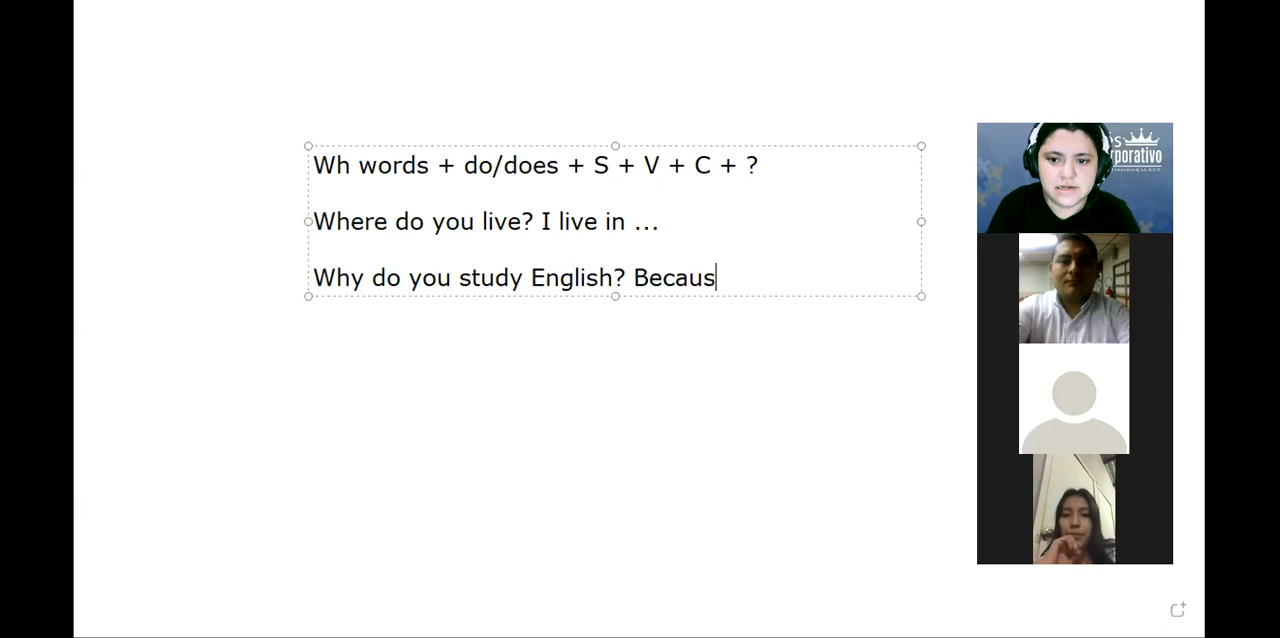 Wh words + do/does + S + V + C + ?
Where do you live? I live in ...
Why do you study English? Becaus